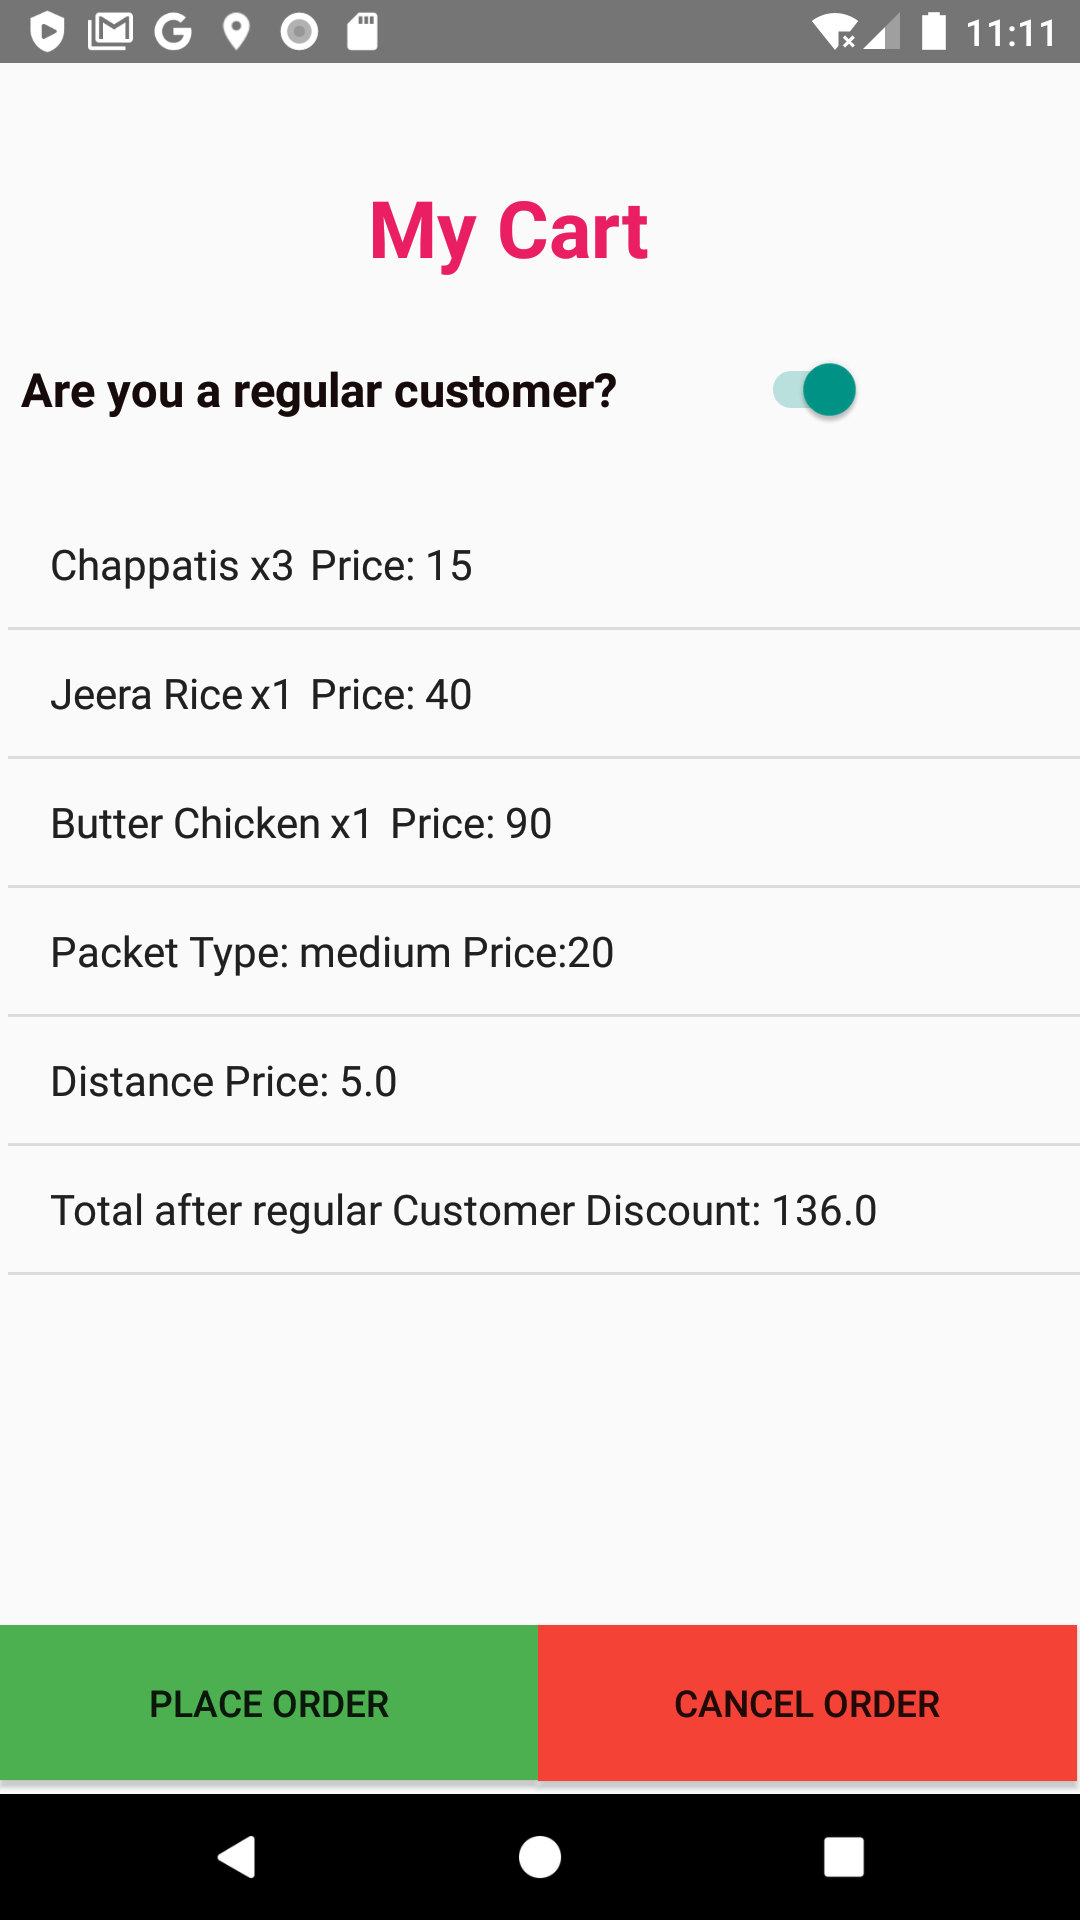 11:11
My Cart
Are you a regular customer?
Chappatis x3 Price: 15
Jeera Rice x1 Price: 40
Butter Chicken x1 Price: 90
Packet Type: medium Price:20
Distance Price: 5.0
Total after regular Customer Discount: 136.0
PLACE ORDER CANCEL ORDER